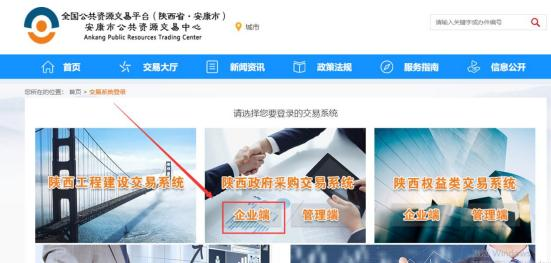 全国公共资源交易平台（陕西省·安康市）
安康市公共资源交易中心
Ankang Public Resources Trading Center
城市
请输入关键字或办件编号
首页
交易大厅
新闻资讯
政策法规
服务指南
信息公开
您所在的位置： 首页 > 交易系统登录
请选择您要登录的交易系统
陕西工程建设交易系统
陕西政府采购交易系统
企业端
管理端
陕西权益类交易系统
企业端
管理端